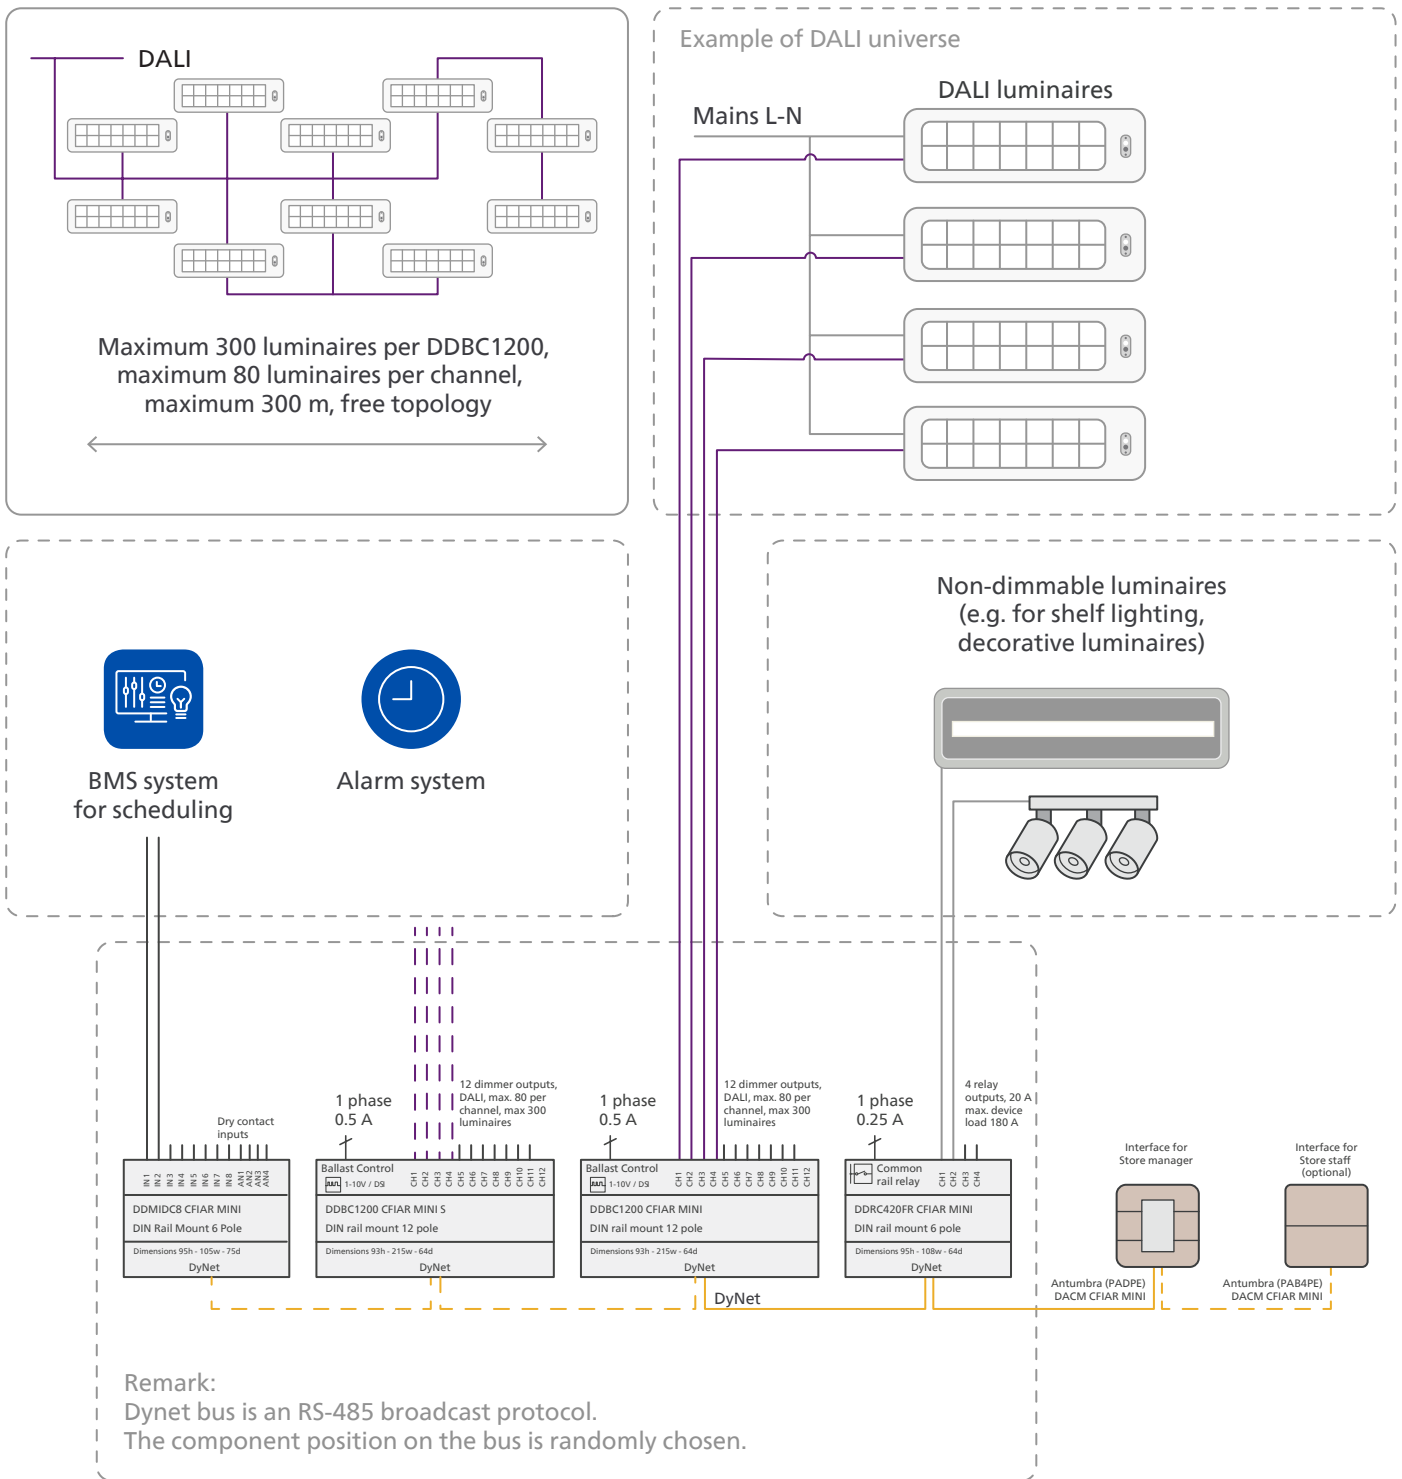 DALI
Maximum 300 luminaires per DDBC1200,
maximum 80 luminaires per channel,
maximum 300 m, free topology
Example of DALI universe
DALI luminaires
Mains L-N
BMS system
for scheduling
Alarm system
Non-dimmable luminaires
(e.g. for shelf lighting,
decorative luminaires)
Dry contact
inputs
IN1
IN2
IN3
IN4
IN5
IN6
IN7
IN8
AN1
AN2
AN3
AN4
DDMIDC8 CFIAR MINI
DIN Rail Mount 6 Pole
Dimensions 95h - 105w - 75d
DyNet
1 phase
0.5 A
12 dimmer outputs,
DALI, max. 80 per
channel, max 300
luminaires
Ballast Control
1-10V / DSI
CH1
CH2
CH3
CH4
CH5
CH6
CH7
CH8
CH9
CH10
CH11
CH12
DDBC1200 CFIAR MINI S
DIN rail mount 12 pole
Dimensions 93h - 215w - 64d
DyNet
1 phase
0.5 A
12 dimmer outputs,
DALI, max. 80 per
channel, max 300
luminaires
Ballast Control
1-10V / DSI
CH1
CH2
CH3
CH4
CH5
CH6
CH7
CH8
CH9
CH10
CH11
CH12
DDBC1200 CFIAR MINI
DIN rail mount 12 pole
Dimensions 93h - 215w - 64d
DyNet
1 phase
0.25 A
4 relay
outputs, 20 A
max. device
load 180 A
Common
rail relay
CH1
CH2
CH3
CH4
DDRC420FR CFIAR MINI
DIN rail mount 6 pole
Dimensions 95h - 108w - 64d
DyNet
DyNet
Interface for
Store manager
Antumbra (PADPE)
DACM CFIAR MINI
Interface for
Store staff
(optional)
Antumbra (PAB4PE)
DACM CFIAR MINI
Remark:
Dynet bus is an RS-485 broadcast protocol.
The component position on the bus is randomly chosen.